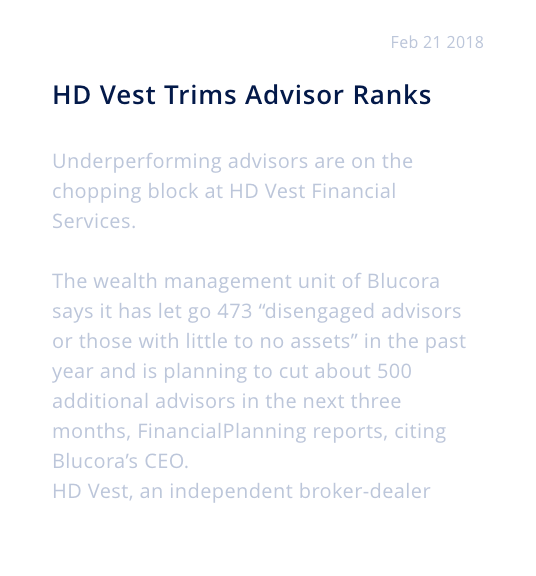 Feb 21 2018
HD Vest Trims Advisor Ranks
Underperforming advisors are on the
chopping block at HD Vest Financial
Services.
The wealth management unit of Blucora
says it has let go 473 “disengaged advisors
or those with little to no assets” in the past
year and is planning to cut about 500
additional advisors in the next three
months, FinancialPlanning reports, citing
Blucora’s CEO.
HD Vest, an independent broker-dealer